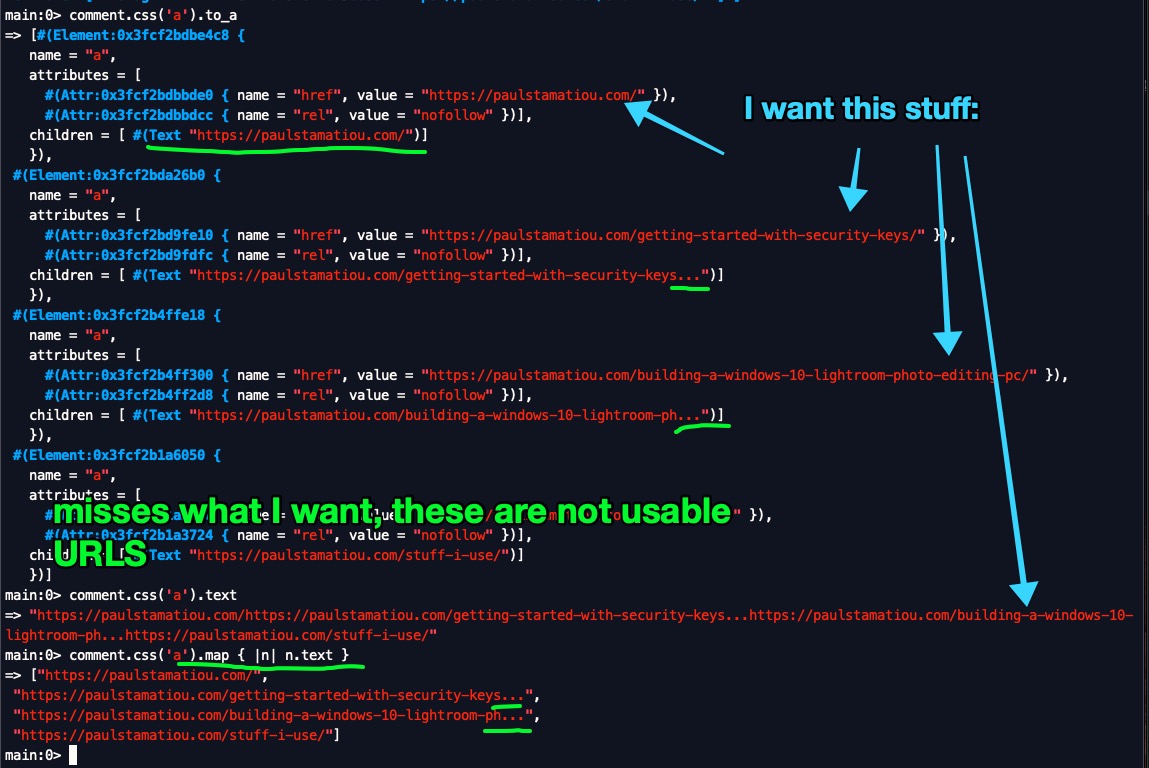 main:0> comment.css('a').to_a
=> [#(Element:0x3fcf2bdbe4c8 {
name = "a",
attributes = [
#(Attr:0x3fcf2bdbbde0 { name = "href", value = "https://paulstamatiou.com/" }),
#(Attr:0x3fcf2bdbbdcc { name = "rel", value = "nofollow" })],
children = [ #(Text "https://paulstamatiou.com/")]
}),
I want this stuff:
#(Element:0x3fcf2bda26b0 {
name = "a",
attributes = [
#(Attr:0x3fcf2bd9fe10 { name = "href", value = "https://paulstamatiou.com/getting-started-with-security-keys/" }),
#(Attr:0x3fcf2bd9fdfc { name = "rel", value = "nofollow" })],
children = [ #(Text "https://paulstamatiou.com/getting-started-with-security-keys...")]
}),
#(Element:0x3fcf2b4ffe18 {
name = "a",
attributes = [
#(Attr:0x3fcf2b4ff300 { name = "href", value = "https://paulstamatiou.com/building-a-windows-10-lightroom-photo-editing-pc/" }),
#(Attr:0x3fcf2b4ff2d8 { name = "rel", value = "nofollow" })],
children = [ #(Text "https://paulstamatiou.com/building-a-windows-10-lightroom-ph...")]
}),
#(Element:0x3fcf2b1a6050 {
name = "a",
attributes = [
misses what I want, these are not usable
URLS
" }),
#(Attr:0x3fcf2b1a3724 { name = "rel", value = "nofollow" })],
Text "https://paulstamatiou.com/stuff-i-use/")]
})]
main:0> comment.css('a').text
=> "https://paulstamatiou.com/https://paulstamatiou.com/getting-started-with-security-keys...https://paulstamatiou.com/building-a-windows-10-
lightroom-ph...https://paulstamatiou.com/stuff-i-use/"
main:0> comment.css('a').map { |n| n.text }
=> ["https://paulstamatiou.com/",
"https://paulstamatiou.com/getting-started-with-security-keys...",
"https://paulstamatiou.com/building-a-windows-10-lightroom-ph...",
"https://paulstamatiou.com/stuff-i-use/"]
main:0>